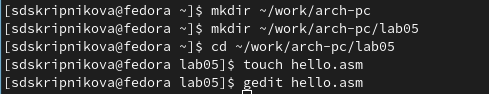 [sdskripnikova@fedora ~]$ mkdir ~/work/arch-pc
[sdskripnikova@fedora ~]$ mkdir ~/work/arch-pc/lab05
[sdskripnikova@fedora ~]$ cd ~/work/arch-pc/lab05
[sdskripnikova@fedora lab05]$ touch hello.asm
[sdskripnikova@fedora lab05]$ gedit hello.asm